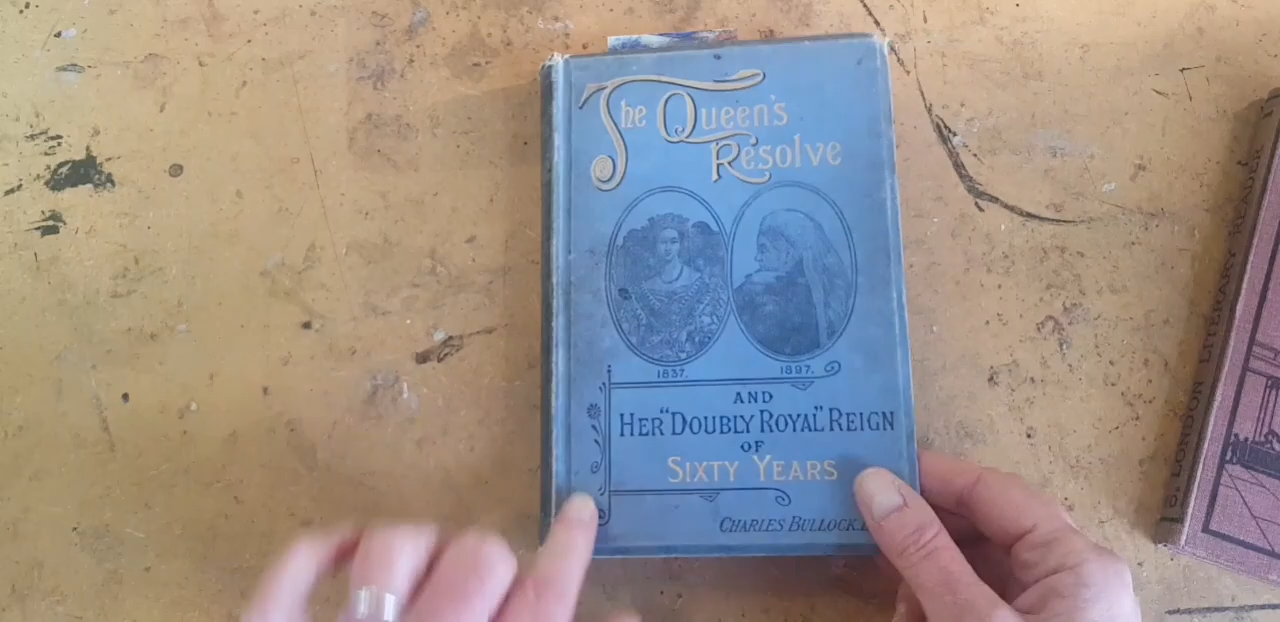 The Queen's
Resolve
1837. 1897.
AND
HER "DOUBLY ROYAL" REIGN
OF
SIXTY YEARS
CHARLES BULLOCK.
LONDON LITERARY READER